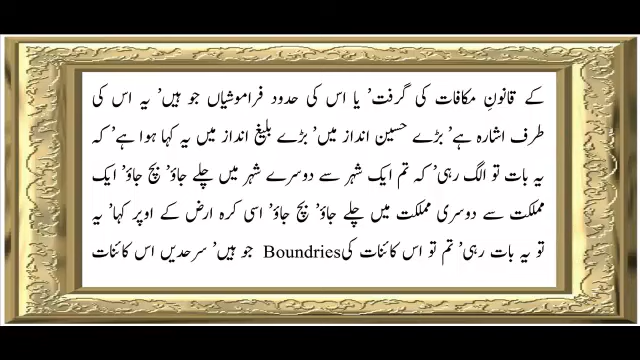 کے قانونِ مکافات کی گرفت’ یا اس کی حدود فراموشیاں جو ہیں’ یہ اس کی
طرف اشارہ ہے’ بڑے حسین انداز میں’ بڑے بلیغ انداز میں یہ کہا ہوا ہے’ کہ
یہ بات تو الگ رہی’ کہ تم ایک شہر سے دوسرے شہر میں چلے جاؤ’ بچ جاؤ’ ایک
مملکت سے دوسری مملکت میں چلے جاؤ’ بچ جاؤ’ اسی کرہ ارض کے اوپر کہا’ یہ
تو یہ بات رہی’ تم تو اس کائنات کی Boundries جو ہیں’ سرحدیں اس کائنات